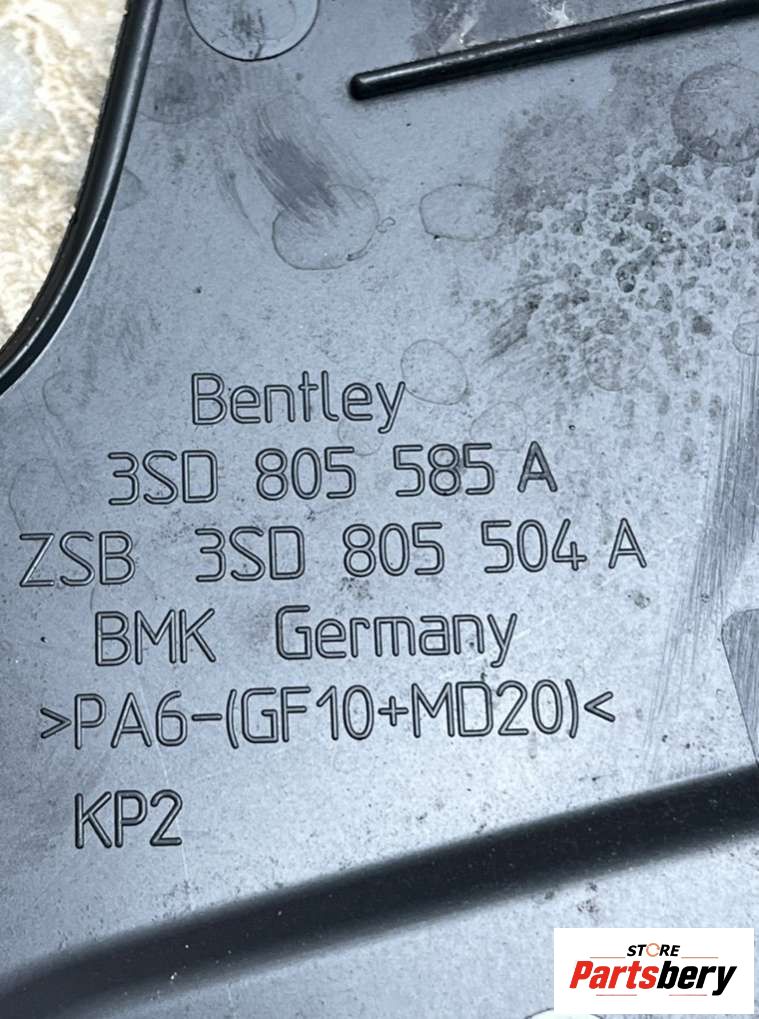 Bentley
3SD 805 585 A
ZSB 3SD 805 504 A
BMK Germany
>PA6-(GF10+MD20)<
KP2
STORE
Partsbery